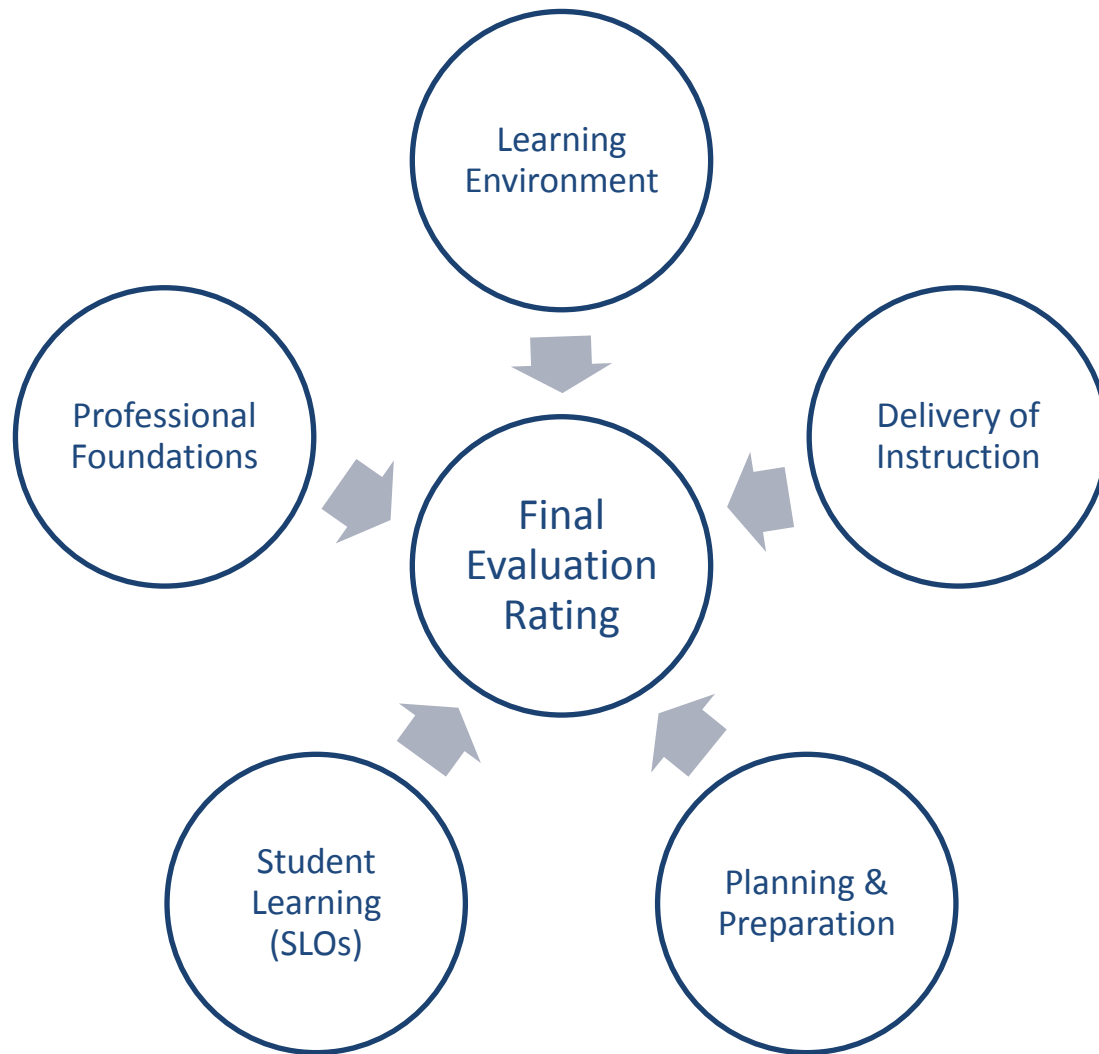 Learning
Environment
Professional
Foundations
Delivery of
Instruction
Final
Evaluation
Rating
Student
Learning
(SLOs)
Planning &
Preparation